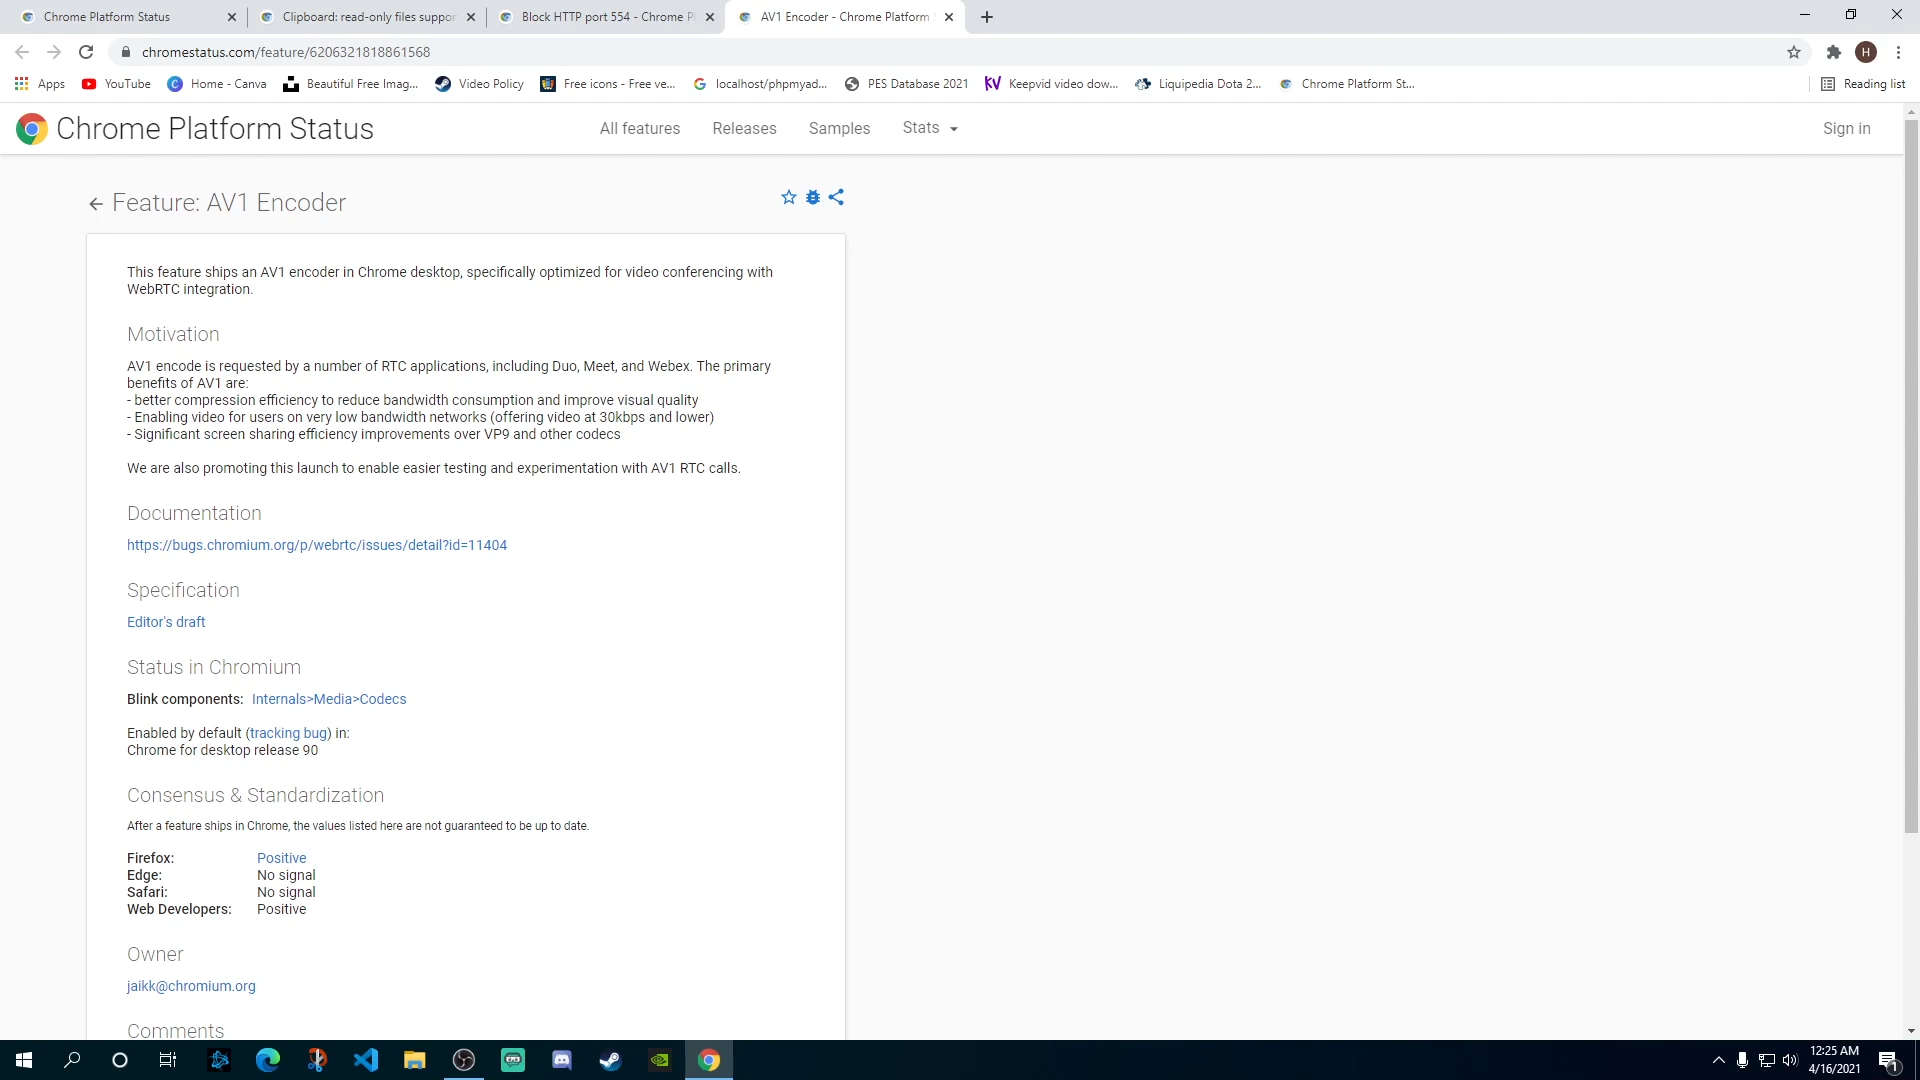 Chrome Platform Status
Clipboard: read-only files suppor
Block HTTP port 554 - Chrome Pl
AV1 Encoder - Chrome Platform
chromestatus.com/feature/6206321818861568
H
Apps
YouTube
Home - Canva
Beautiful Free Imag...
Video Policy
Free icons - Free ve...
localhost/phpmyad...
PES Database 2021
KV
Keepvid video dow...
Liquipedia Dota 2...
Chrome Platform St...
Reading list
Chrome Platform Status
All features
Releases
Samples
Stats
Sign in
Feature: AV1 Encoder
This feature ships an AV1 encoder in Chrome desktop, specifically optimized for video conferencing with
WebRTC integration.
Motivation
AV1 encode is requested by a number of RTC applications, including Duo, Meet, and Webex. The primary
benefits of AV1 are:
- better compression efficiency to reduce bandwidth consumption and improve visual quality
- Enabling video for users on very low bandwidth networks (offering video at 30kbps and lower)
- Significant screen sharing efficiency improvements over VP9 and other codecs
We are also promoting this launch to enable easier testing and experimentation with AV1 RTC calls.
Documentation
https://bugs.chromium.org/p/webrtc/issues/detail?id=11404
Specification
Editor's draft
Status in Chromium
Blink components: Internals>Media>Codecs
Enabled by default (tracking bug) in:
Chrome for desktop release 90
Consensus & Standardization
After a feature ships in Chrome, the values listed here are not guaranteed to be up to date.
Firefox: Positive
Edge: No signal
Safari: No signal
Web Developers: Positive
Owner
jaikk@chromium.org
Comments
12:25 AM
4/16/2021
1